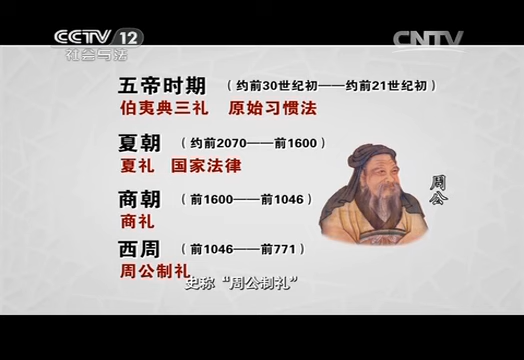 CCTV 12
社会与法
CNTV
五帝时期 （约前30世纪初——约前21世纪初）
伯夷典三礼 原始习惯法
夏朝 （约前2070——前1600）
夏礼 国家法律
商朝 （前1600——前1046）
商礼
周公
西周 （前1046——前771）
周公制礼
史称“周公制礼”